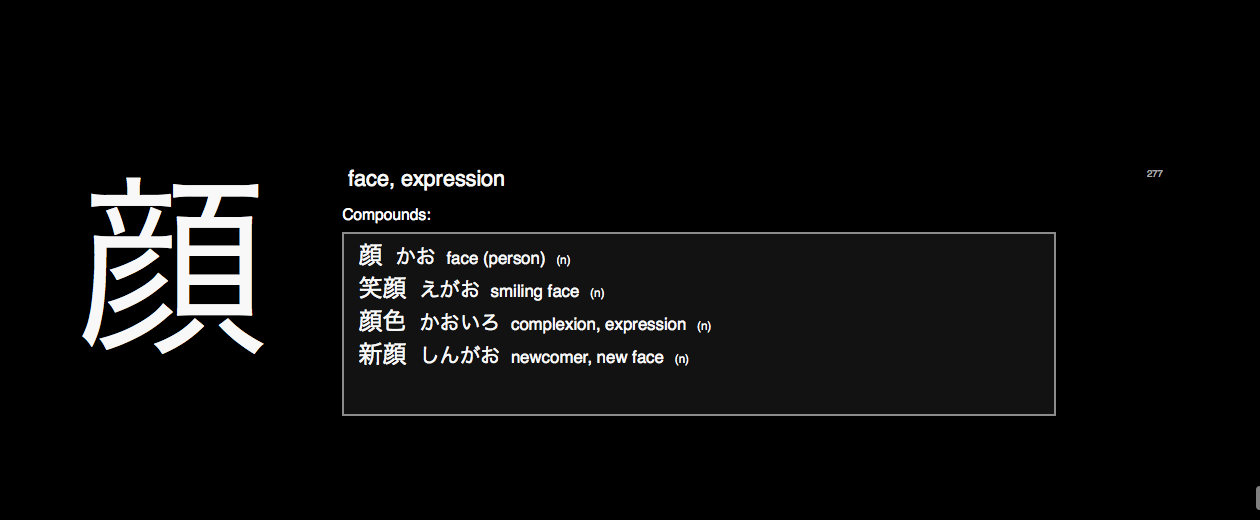 顔
face, expression
277
Compounds:
顔 かお face (person) (n)
笑顔 えがお smiling face (n)
顔色 かおいろ complexion, expression (n)
新顔 しんがお newcomer, new face (n)